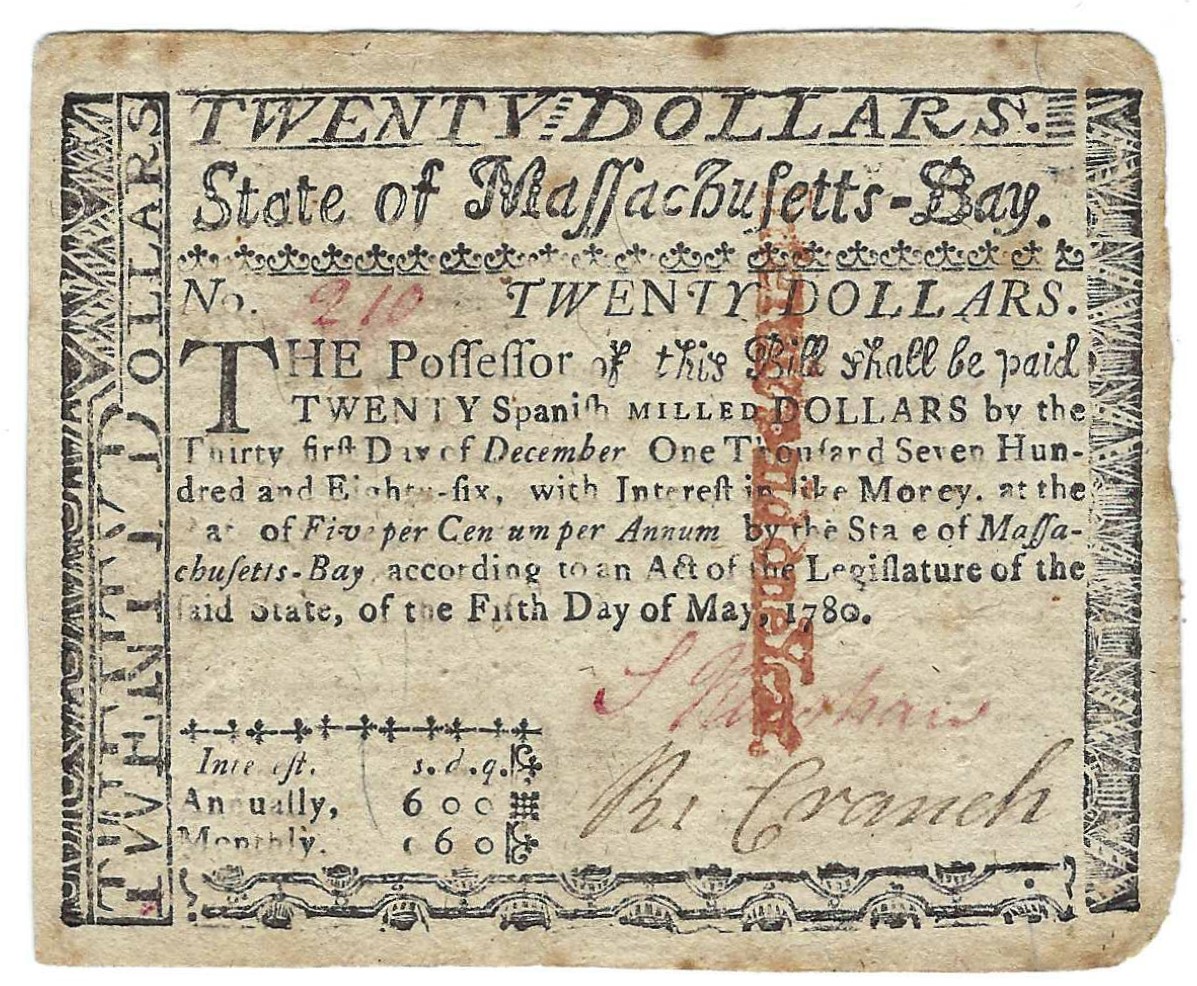 TWENTY DOLLARS.
State of Maſſachuſetts-Bay.
No. 210 TWENTY DOLLARS.
THE Poſſeſſor of this Bill shall be paid
TWENTY Spaniſh MILLED DOLLARS by the
Thirty firſt Day of December One Thouſand Seven Hun-
dred and Eighty-ſix, with Intereſt in like Money, at the
of Five per Centum per Annum by the State of Maſſa-
chuſetts-Bay, according to an Act of the Legiſlature of the
ſaid State, of the Fifth Day of May, 1780.
Intereſt. s. d. q.
Annually, 6 0 0
Monthly. 0 6 0
R: Cranch
TWENTY DOLLARS